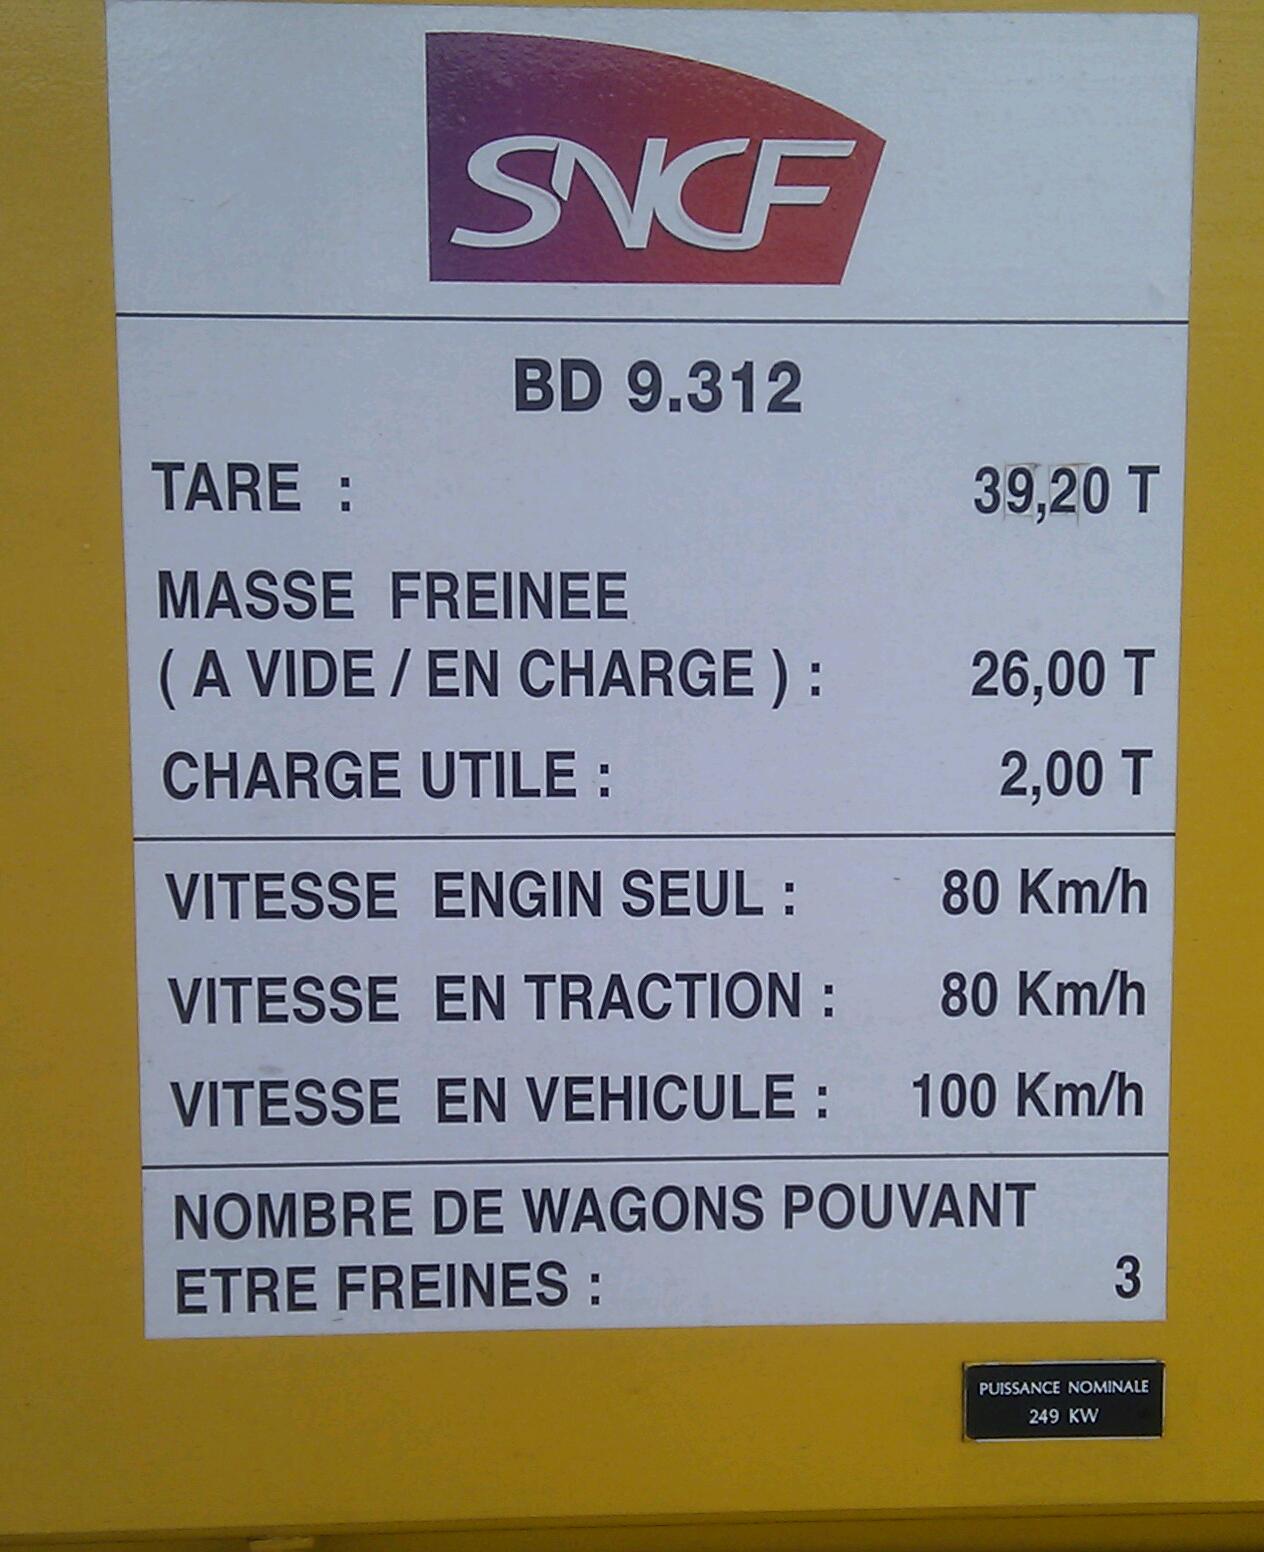 SNCF
BD 9.312
TARE : 39,20 T
MASSE FREINEE
( A VIDE / EN CHARGE ) : 26,00 T
CHARGE UTILE : 2,00 T
VITESSE ENGIN SEUL : 80 Km/h
VITESSE EN TRACTION : 80 Km/h
VITESSE EN VEHICULE : 100 Km/h
NOMBRE DE WAGONS POUVANT
ETRE FREINES : 3
PUISSANCE NOMINALE
249 KW